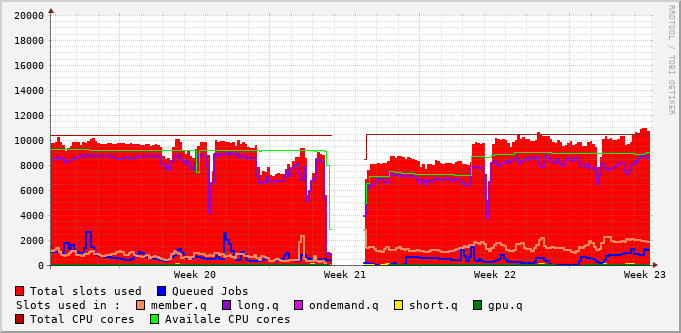 RRDTOOL / TOBI OETIKER
20000
18000
16000
14000
12000
10000
8000
6000
4000
2000
0
Week 20 Week 21 Week 22 Week 23
Total slots used Queued Jobs
Slots used in : member.q long.q ondemand.q short.q gpu.q
Total CPU cores Availale CPU cores